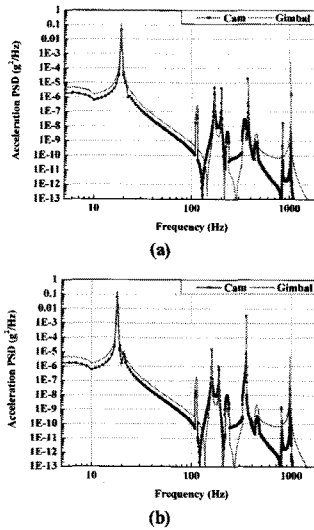 Cam Gimbal
Acceleration PSD (g²/Hz)
1
0.1
0.01
1E-3
1E-4
1E-5
1E-6
1E-7
1E-8
1E-9
1E-10
1E-11
1E-12
1E-13
10 100 1000
Frequency (Hz)
(a)
Cam Gimbal
Acceleration PSD (g²/Hz)
1
0.1
0.01
1E-3
1E-4
1E-5
1E-6
1E-7
1E-8
1E-9
1E-10
1E-11
1E-12
1E-13
10 100 1000
Frequency (Hz)
(b)